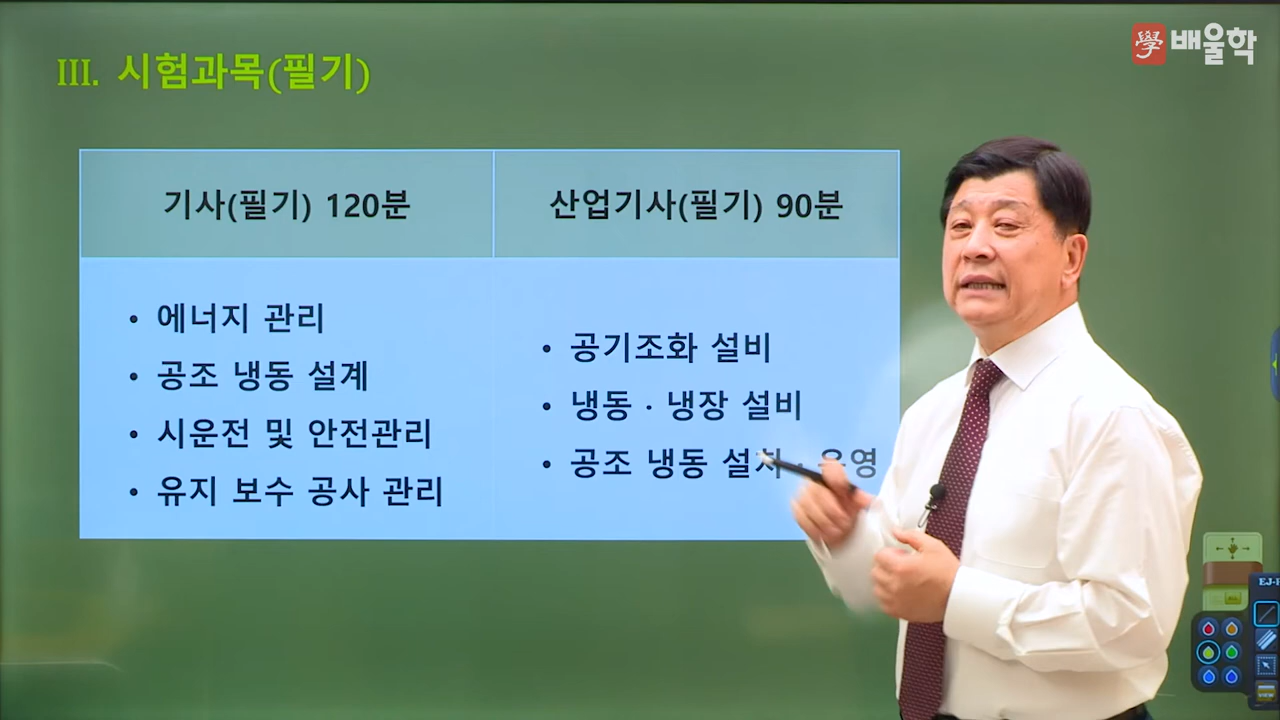 學 배울학
III. 시험과목(필기)
기사(필기) 120분
산업기사(필기) 90분
• 에너지 관리
• 공조 냉동 설계
• 시운전 및 안전관리
• 유지 보수 공사 관리
• 공기조화 설비
• 냉동 · 냉장 설비
• 공조 냉동